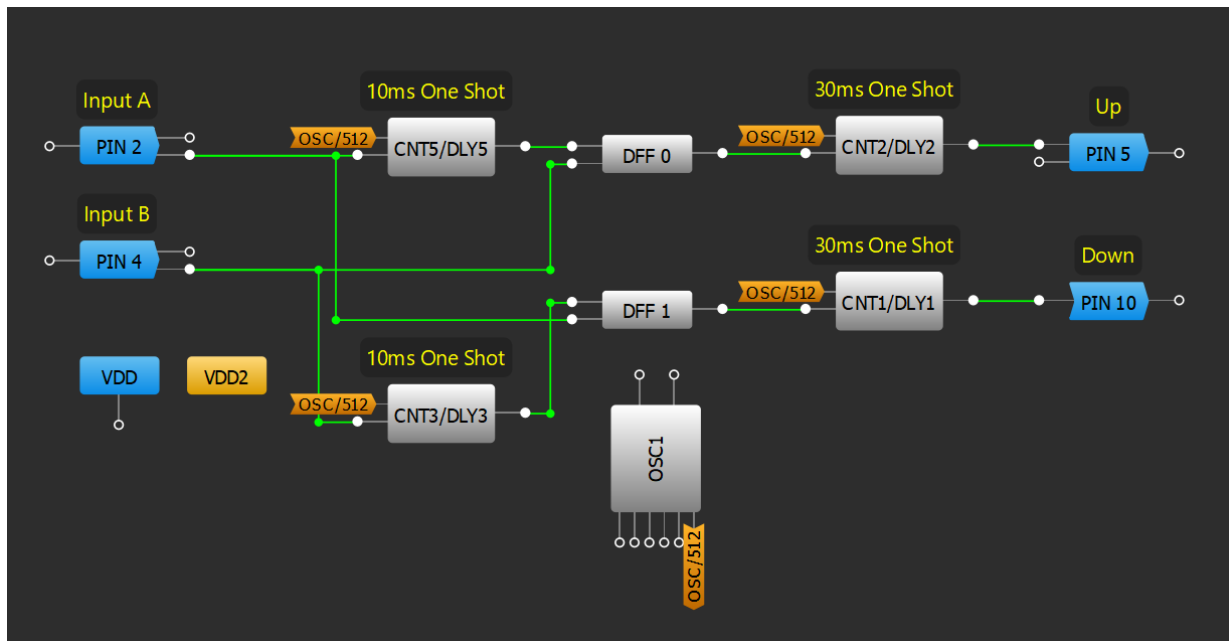 10ms One Shot
30ms One Shot
Input A
Up
OSC/512
CNT5/DLY5
OSC/512
CNT2/DLY2
PIN 2
DFF 0
PIN 5
Input B
30ms One Shot
Down
PIN 4
OSC/512
CNT1/DLY1
PIN 10
DFF 1
10ms One Shot
VDD
VDD2
OSC/512
CNT3/DLY3
OSC1
OSC/512